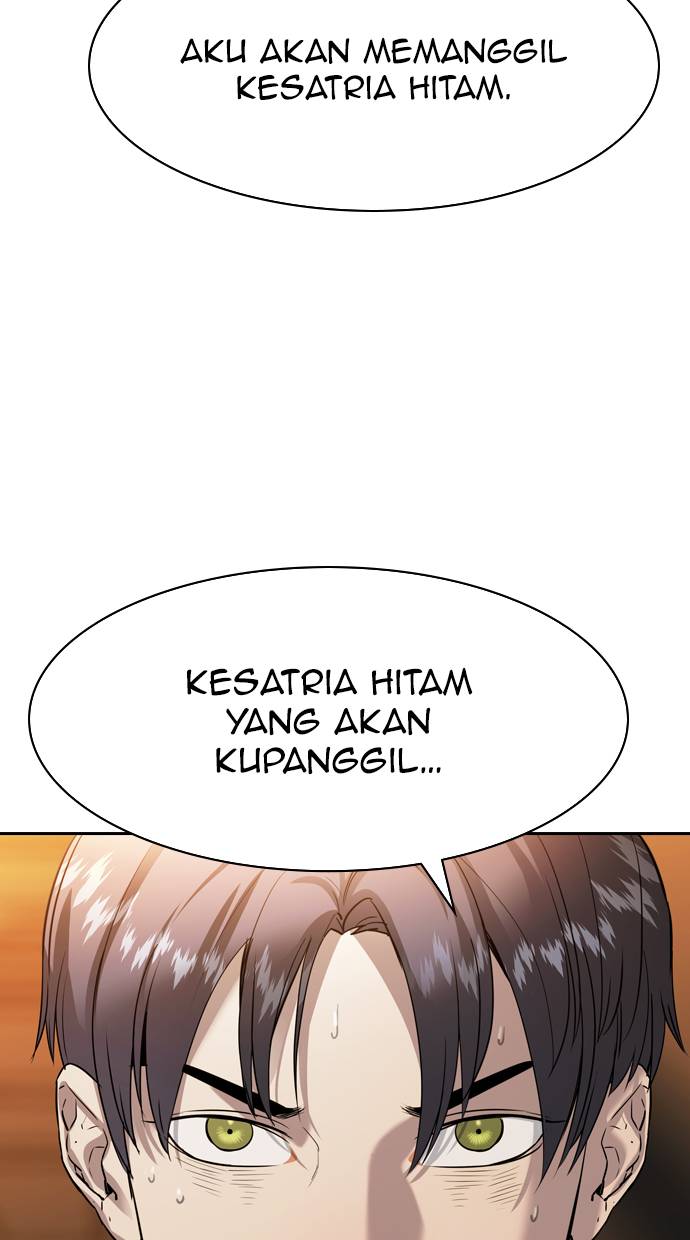 AKU AKAN MEMANGGIL
KESATRIA HITAM.
KESATRIA HITAM
YANG AKAN
KUPANGGIL...